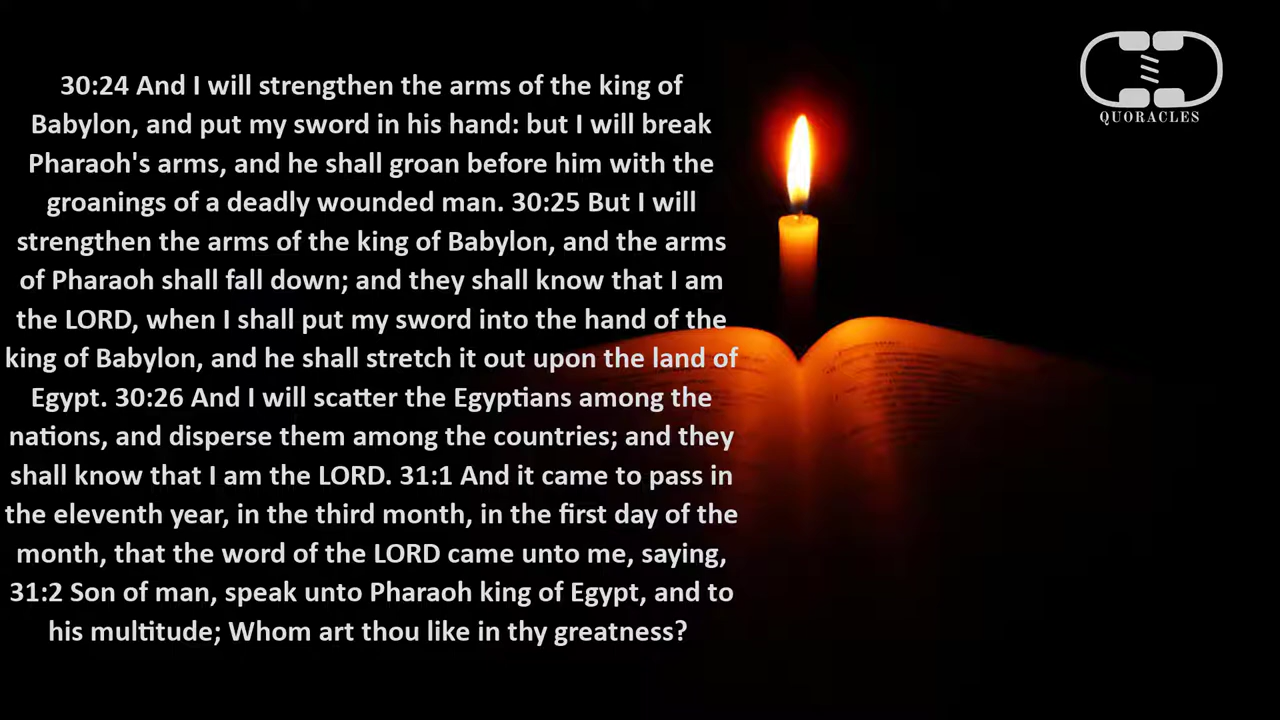 30:24 And I will strengthen the arms of the king of
Babylon, and put my sword in his hand: but I will break
Pharaoh's arms, and he shall groan before him with the
groanings of a deadly wounded man. 30:25 But I will
strengthen the arms of the king of Babylon, and the arms
of Pharaoh shall fall down; and they shall know that I am
the LORD, when I shall put my sword into the hand of the
king of Babylon, and he shall stretch it out upon the land of
Egypt. 30:26 And I will scatter the Egyptians among the
nations, and disperse them among the countries; and they
shall know that I am the LORD. 31:1 And it came to pass in
the eleventh year, in the third month, in the first day of the
month, that the word of the LORD came unto me, saying,
31:2 Son of man, speak unto Pharaoh king of Egypt, and to
his multitude; Whom art thou like in thy greatness?
QUORACLES